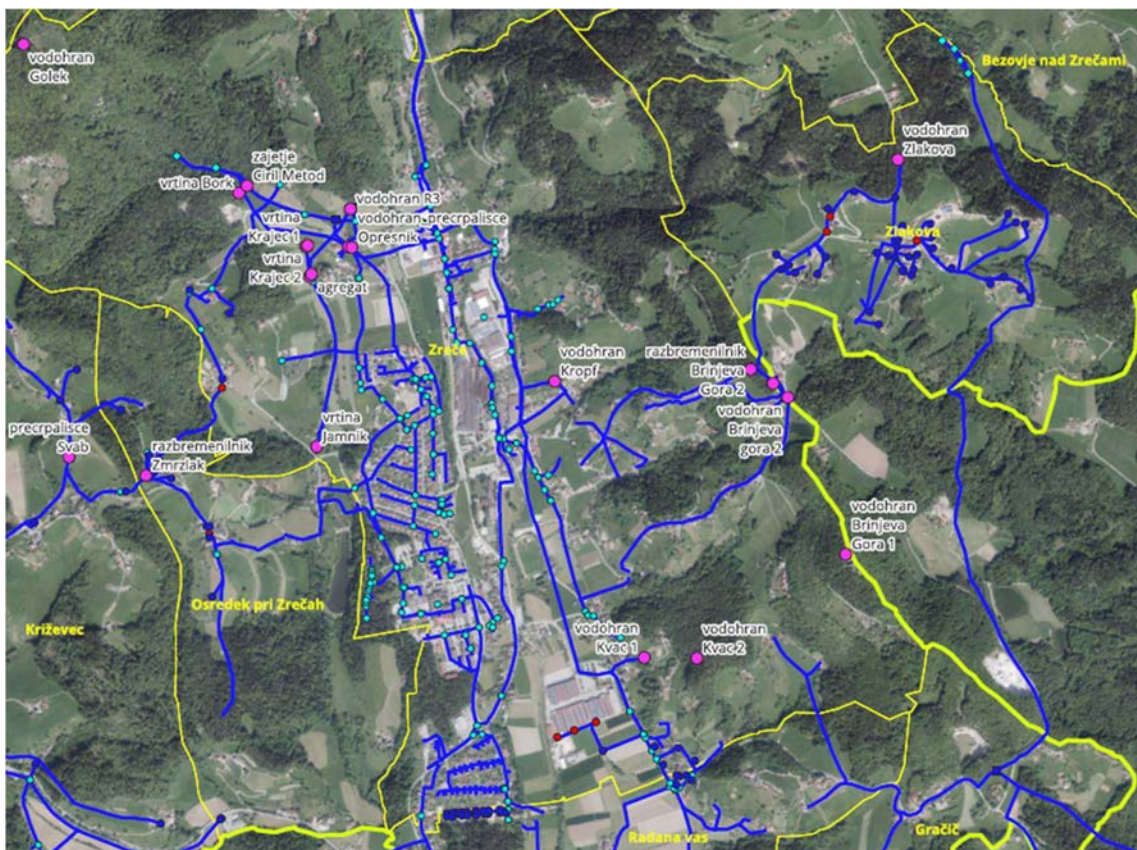 Bezovje nad Zrečami
vodohran
Golek
vodohran
Zlakova
zajetje
Ciril Metod
vrtina Bork
vodohran R3
vrtina
Krajec 1
vodohran-precrpalisce
Opresnik
Zlakova
vrtina
Krajec 2
agregat
Zreče
vodohran
Kropf
razbremenilnik
Brinjeva
Gora 2
vodohran
Brinjeva
gora 2
precrpalisce
Svab
razbremenilnik
Zmrzlak
vrtina
Jamnik
vodohran
Brinjeva
Gora 1
Osredek pri Zrečah
Križevec
vodohran
Kvac 1
vodohran
Kvac 2
Radana vas
Gračič